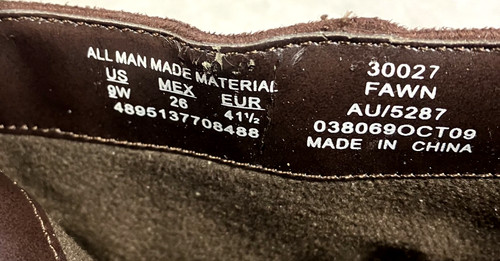 ALL MAN MADE MATERIAL
US MEX EUR
9W 26 41½
4895137708488
30027
FAWN
AU/5287
038069OCT09
MADE IN CHINA